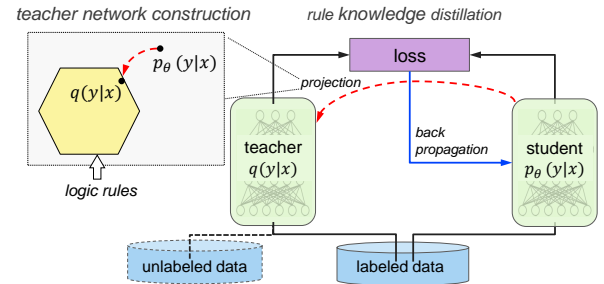 teacher network construction
rule knowledge distillation
loss
p_θ (y|x)
projection
q(y|x)
teacher
q(y|x)
back
propagation
student
p_θ (y|x)
logic rules
unlabeled data
labeled data